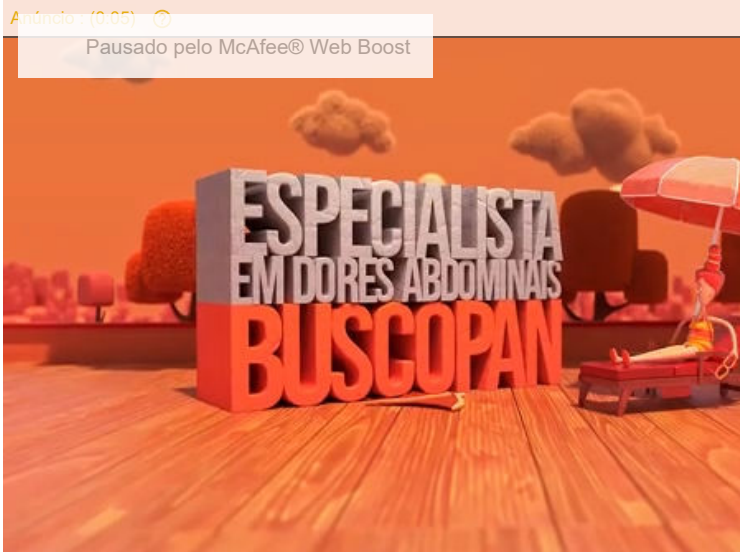 Anúncio : (0:05) ?
Pausado pelo McAfee® Web Boost
ESPECIALISTA
EM DORES ABDOMINAIS
BUSCOPAN